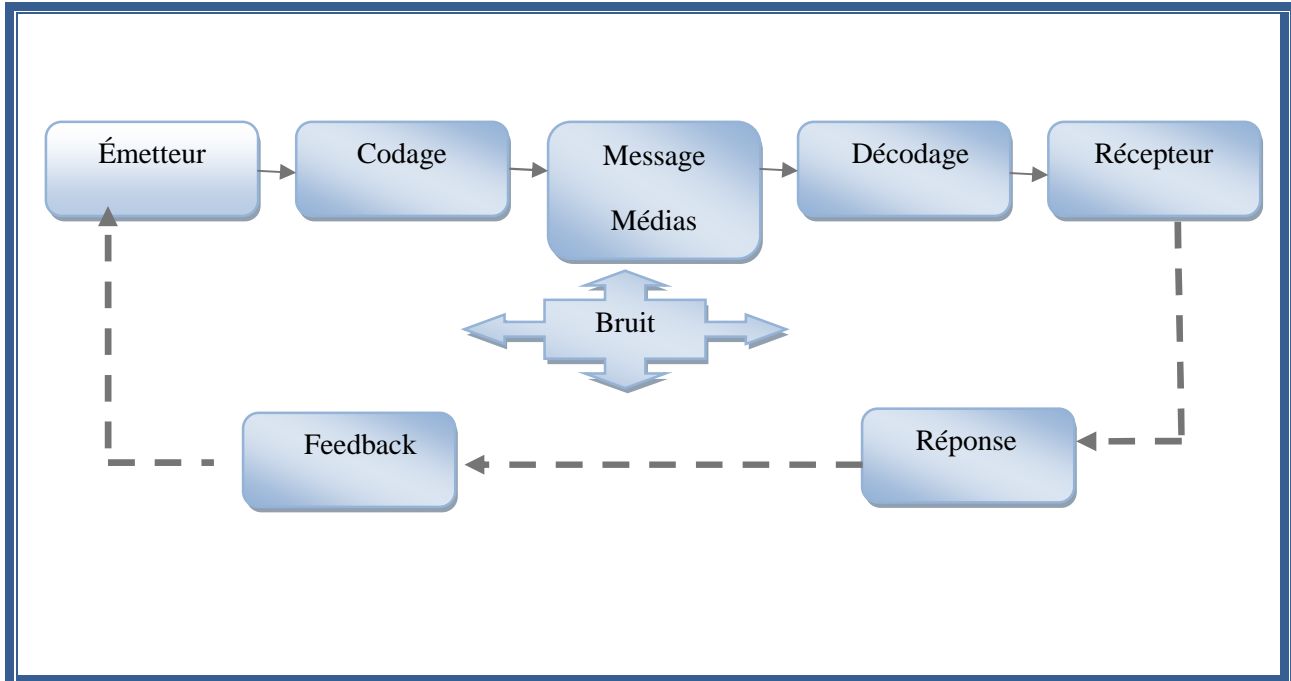 Émetteur
Codage
Message
Médias
Décodage
Récepteur
Bruit
Feedback
Réponse